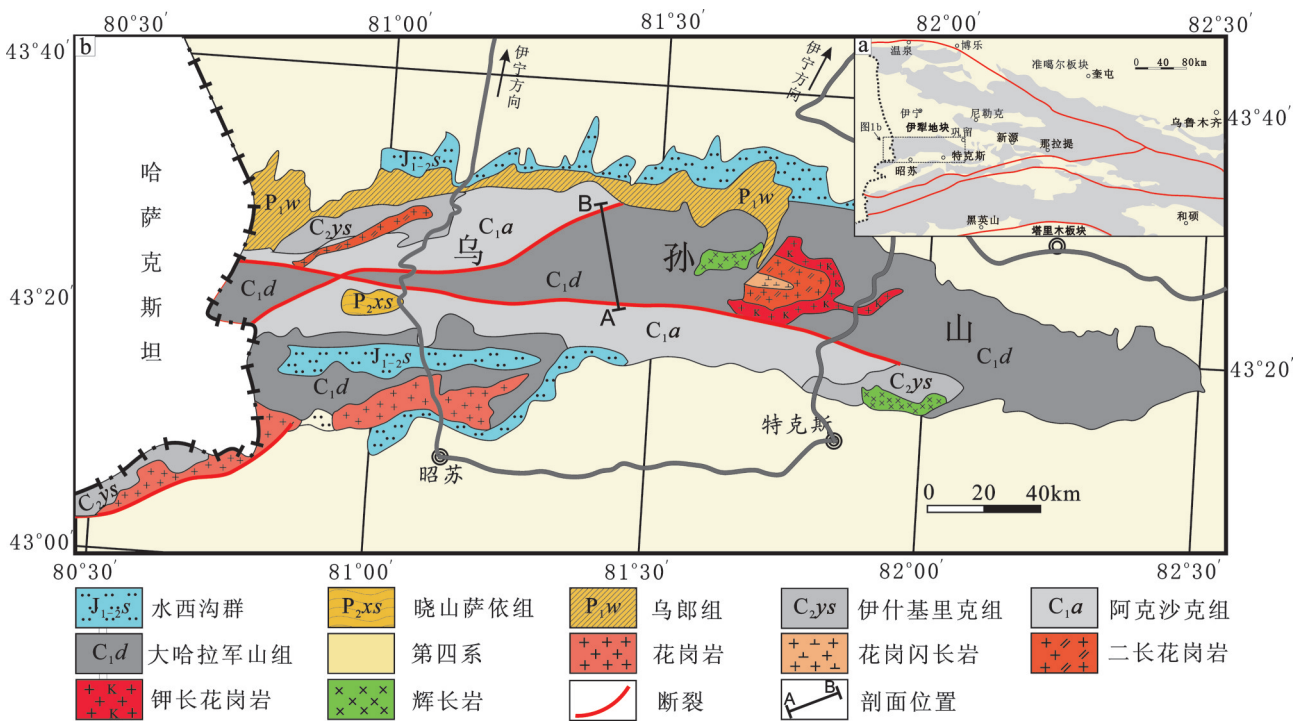 80°30′ 81°00′ 81°30′ 82°00′ 82°30′
43°40′
b
伊宁方向
伊宁方向
a
温泉
博乐
准噶尔板块
奎屯
0 40 80km
乌鲁木齐
43°40′
伊宁
尼勒克
图1b
伊犁地块
巩留
新源
那拉提
昭苏
特克斯
黑英山
塔里木板块
和硕
哈萨克斯坦
J₁₋₂s
P₁w
P₁w
C₂ys
乌
C₁a
B
孙
C₁d
C₁d
43°20′
P₂xs
A
C₁a
山
C₁d
J₁₋₂s
C₁d
C₂ys
43°20′
特克斯
昭苏
C₂ys
0 20 40km
43°00′
80°30′ 81°00′ 81°30′ 82°00′ 82°30′
J₁₋₂s 水西沟群 P₂xs 晓山萨依组 P₁w 乌郎组 C₂ys 伊什基里克组 C₁a 阿克沙克组
C₁d 大哈拉军山组 第四系 花岗岩 花岗闪长岩 二长花岗岩
K K K 钾长花岗岩 辉长岩 断裂 A B 剖面位置